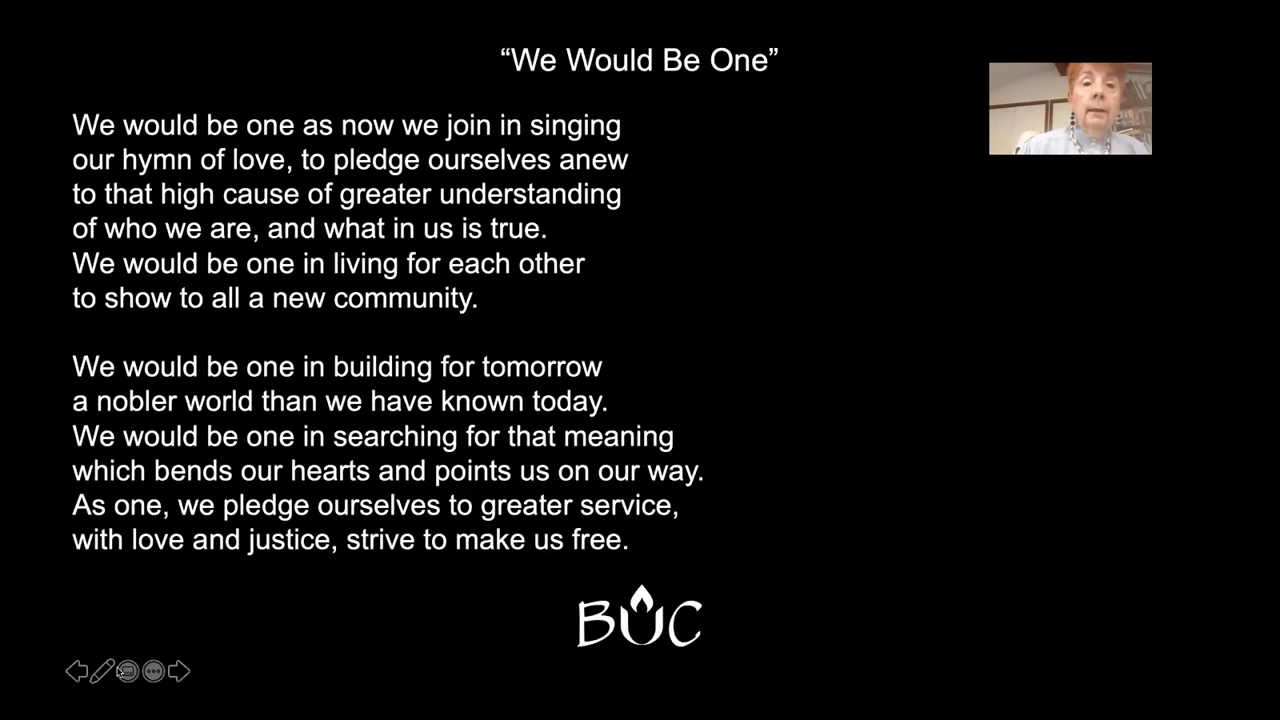 “We Would Be One”
We would be one as now we join in singing
our hymn of love, to pledge ourselves anew
to that high cause of greater understanding
of who we are, and what in us is true.
We would be one in living for each other
to show to all a new community.
We would be one in building for tomorrow
a nobler world than we have known today.
We would be one in searching for that meaning
which bends our hearts and points us on our way.
As one, we pledge ourselves to greater service,
with love and justice, strive to make us free.
BUC